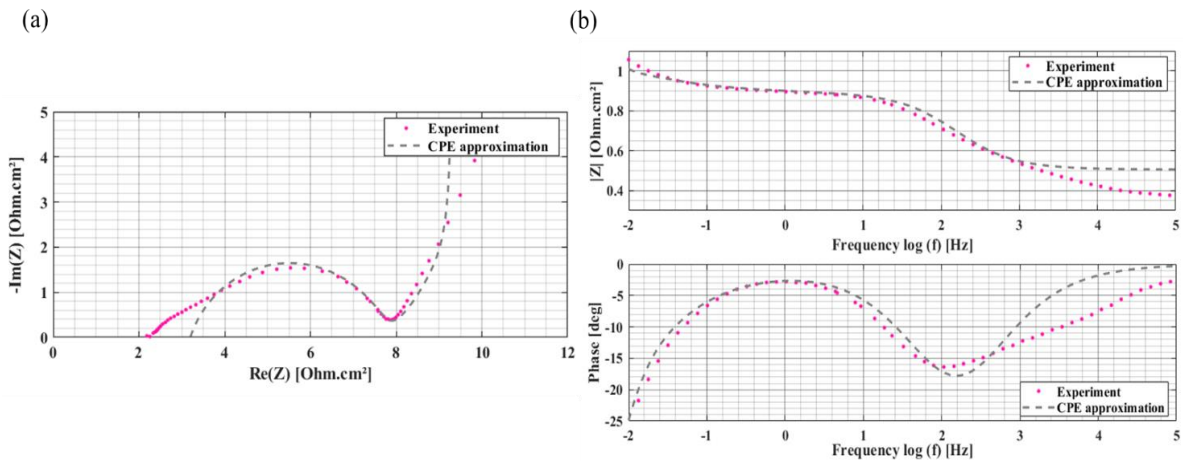 (a)
(b)
5
4
3
2
1
0
-Im(Z) [Ohm.cm²]
Experiment
CPE approximation
0
2
4
6
8
10
12
Re(Z) [Ohm.cm²]
1
0.8
0.6
0.4
|Z| [Ohm.cm²]
Experiment
CPE approximation
-2
-1
0
1
2
3
4
5
Frequency log (f) [Hz]
0
-5
-10
-15
-20
-25
Phase [deg]
Experiment
CPE approximation
-2
-1
0
1
2
3
4
5
Frequency log (f) [Hz]